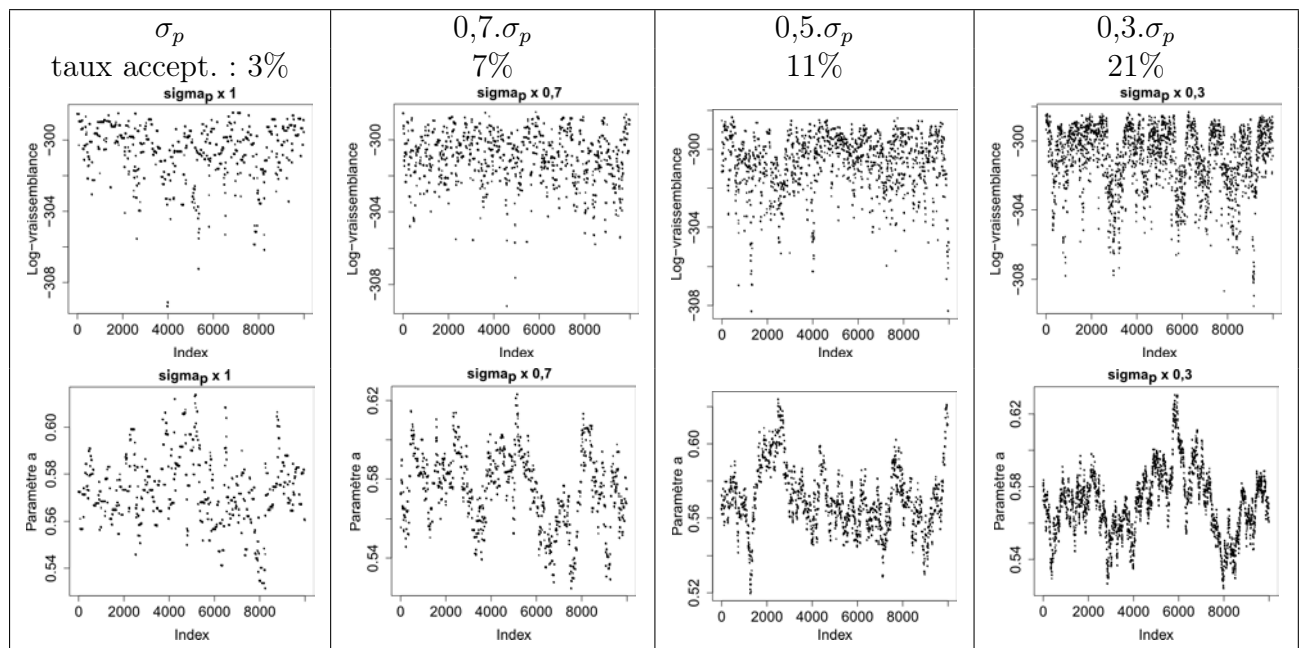 σp
0,7.σp
0,5.σp
0,3.σp
taux accept. : 3%
7%
11%
21%
sigmap x 1
Log−vraissemblance
−308
−304
−300
0 2000 4000 6000 8000
Index
sigmap x 0,7
Log−vraissemblance
−308
−304
−300
0 2000 4000 6000 8000
Index
Log−vraissemblance
−308
−304
−300
0 2000 4000 6000 8000
Index
sigmap x 0,3
Log−vraissemblance
−308
−304
−300
0 2000 4000 6000 8000
Index
sigmap x 1
Paramètre a
0.54 0.56 0.58 0.60
0 2000 4000 6000 8000
Index
sigmap x 0,7
Paramètre a
0.54 0.58 0.62
0 2000 4000 6000 8000
Index
Paramètre a
0.52 0.56 0.60
0 2000 4000 6000 8000
Index
sigmap x 0,3
Paramètre a
0.54 0.58 0.62
0 2000 4000 6000 8000
Index